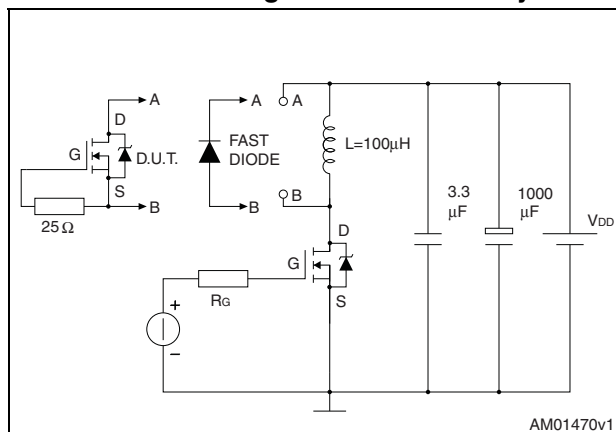 A
D
G
D.U.T.
S
B
25Ω
A
FAST
DIODE
B
A
L=100μH
B
D
G
S
RG
+
−
3.3
μF
1000
μF
VDD
AM01470v1